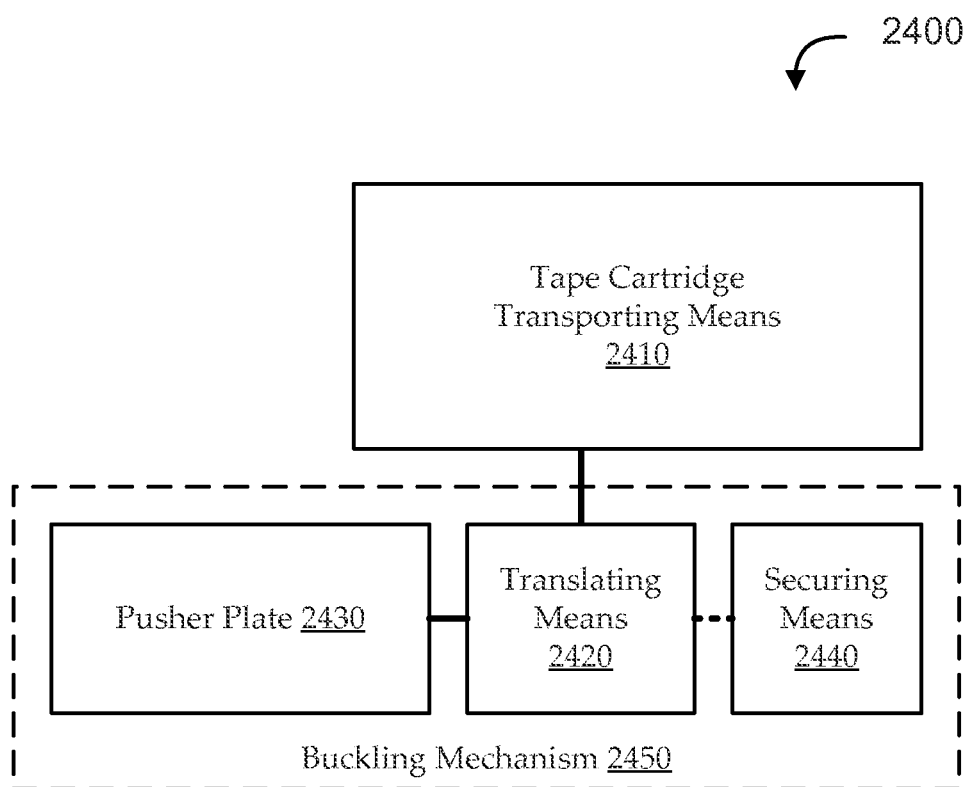 2400
Tape Cartridge
Transporting Means
2410
Pusher Plate 2430
Translating
Means
2420
Securing
Means
2440
Buckling Mechanism 2450